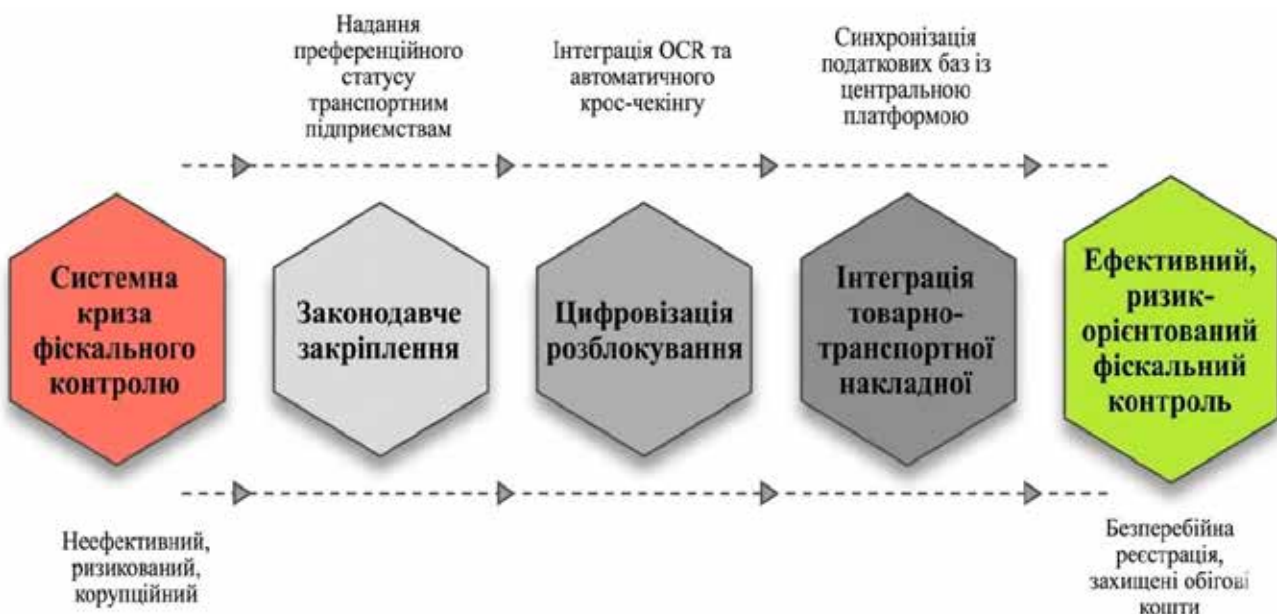 Надання
преференційного
статусу
транспортним
підприємствам
Інтеграція OCR та
автоматичного
крос-чекінгу
Синхронізація
податкових баз із
центральною
платформою
Системна
криза
фіскального
контролю
Законодавче
закріплення
Цифровізація
розблокування
Інтеграція
товарно-
транспортної
накладної
Ефективний,
ризик-
орієнтований
фіскальний
контроль
Неефективний,
ризикований,
корупційний
Безперебійна
реєстрація,
захищені обігові
кошти